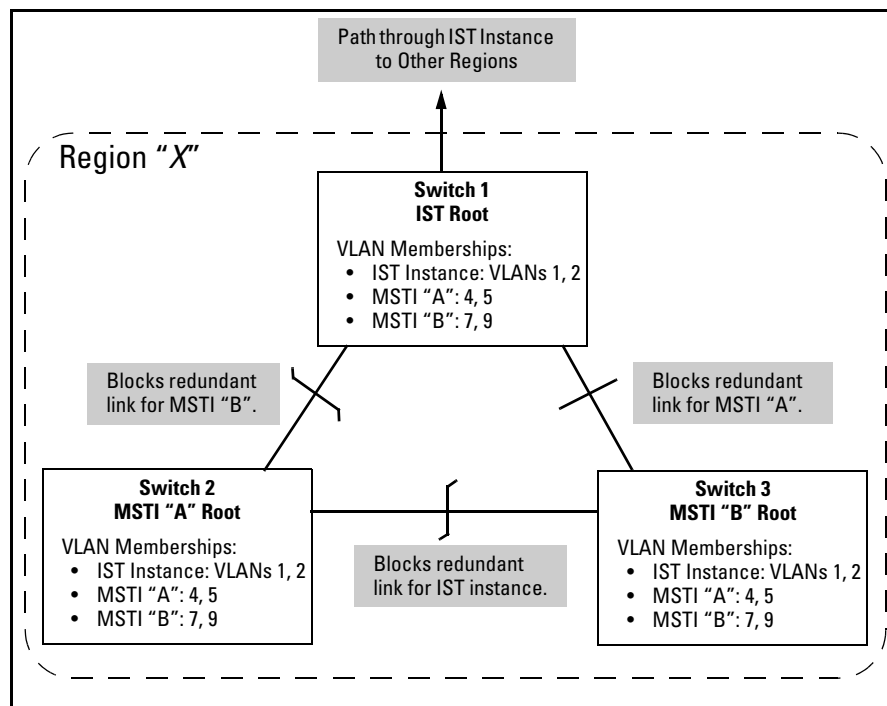 Path through IST Instance
to Other Regions
Region “X”
Switch 1
IST Root
VLAN Memberships:
• IST Instance: VLANs 1, 2
• MSTI “A”: 4, 5
• MSTI “B”: 7, 9
Blocks redundant
link for MSTI “B”.
Blocks redundant
link for MSTI “A”.
Switch 2
MSTI “A” Root
VLAN Memberships:
• IST Instance: VLANs 1, 2
• MSTI “A”: 4, 5
• MSTI “B”: 7, 9
Blocks redundant
link for IST instance.
Switch 3
MSTI “B” Root
VLAN Memberships:
• IST Instance: VLANs 1, 2
• MSTI “A”: 4, 5
• MSTI “B”: 7, 9